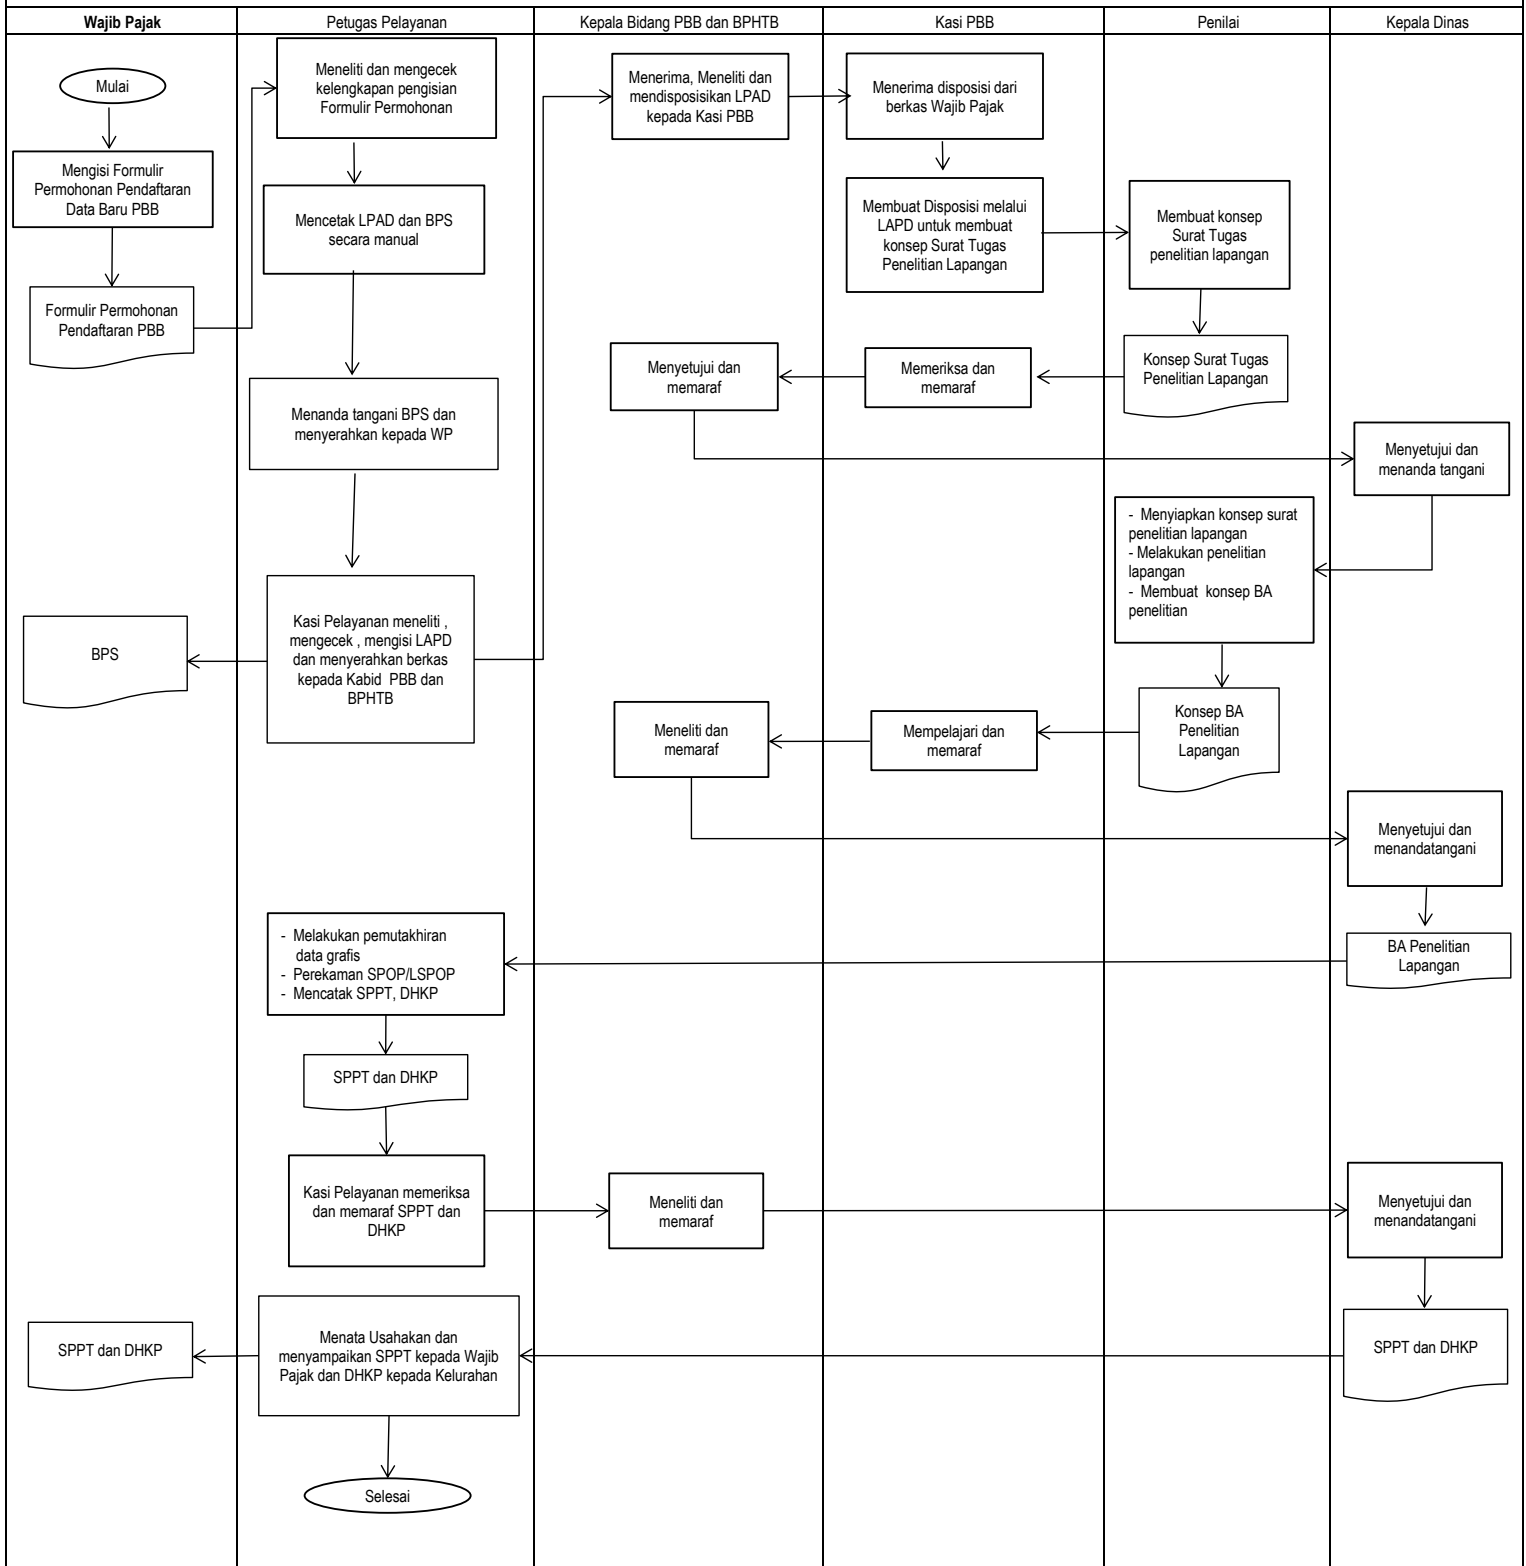 Wajib Pajak
Petugas Pelayanan
Kepala Bidang PBB dan BPHTB
Kasi PBB
Penilai
Kepala Dinas
Mulai
Mengisi Formulir
Permohonan Pendaftaran
Data Baru PBB
Formulir Permohonan
Pendaftaran PBB
Meneliti dan mengecek
kelengkapan pengisian
Formulir Permohonan
Mencetak LPAD dan BPS
secara manual
Menanda tangani BPS dan
menyerahkan kepada WP
Kasi Pelayanan meneliti ,
mengecek , mengisi LAPD
dan menyerahkan berkas
kepada Kabid PBB dan
BPHTB
BPS
Menerima, Meneliti dan
mendisposisikan LPAD
kepada Kasi PBB
Menerima disposisi dari
berkas Wajib Pajak
Membuat Disposisi melalui
LAPD untuk membuat
konsep Surat Tugas
Penelitian Lapangan
Membuat konsep
Surat Tugas
penelitian lapangan
Konsep Surat Tugas
Penelitian Lapangan
Memeriksa dan
memaraf
Menyetujui dan
memaraf
Menyetujui dan
menanda tangani
- Menyiapkan konsep surat
penelitian lapangan
- Melakukan penelitian
lapangan
- Membuat konsep BA
penelitian
Konsep BA
Penelitian
Lapangan
Mempelajari dan
memaraf
Meneliti dan
memaraf
Menyetujui dan
menandatangani
BA Penelitian
Lapangan
- Melakukan pemutakhiran
data grafis
- Perekaman SPOP/LSPOP
- Mencatak SPPT, DHKP
SPPT dan DHKP
Kasi Pelayanan memeriksa
dan memaraf SPPT dan
DHKP
Meneliti dan
memaraf
Menyetujui dan
menandatangani
SPPT dan DHKP
Menata Usahakan dan
menyampaikan SPPT kepada Wajib
Pajak dan DHKP kepada Kelurahan
SPPT dan DHKP
Selesai